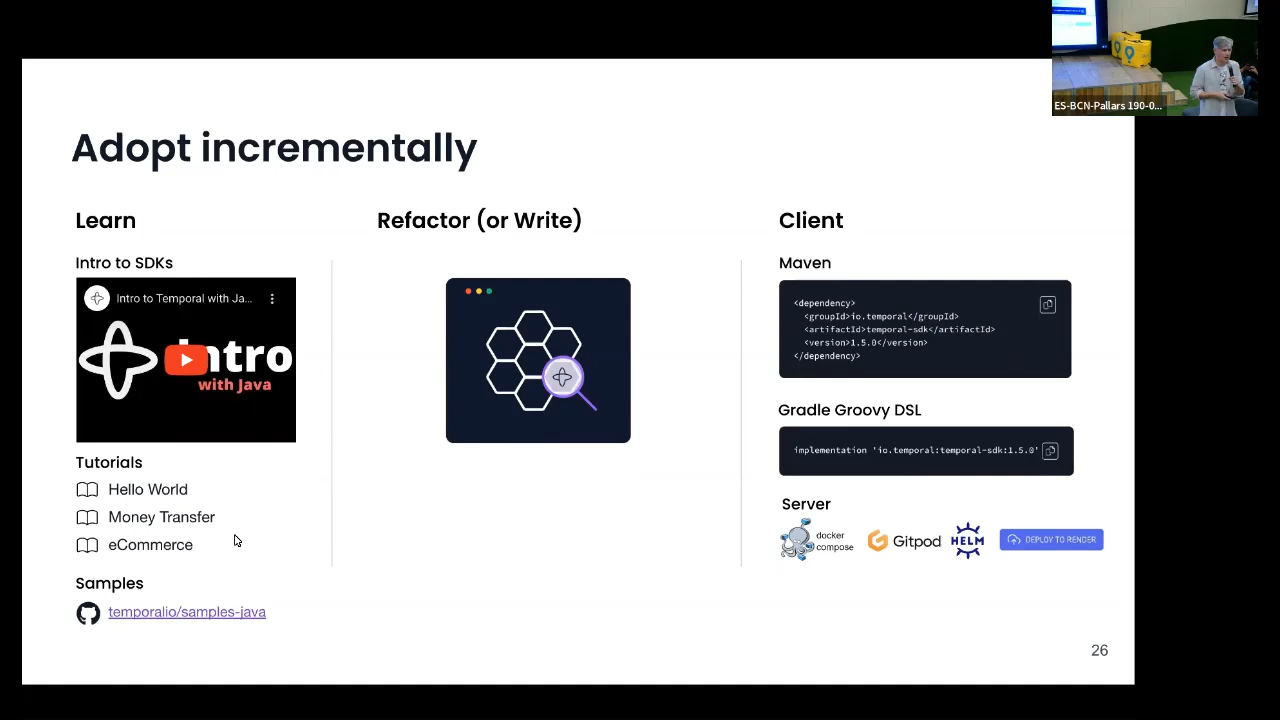 ES-BCN-Pallars 190-0...
Adopt incrementally
Learn
Intro to SDKs
Intro to Temporal with Ja...
Intro
with Java
Tutorials
Hello World
Money Transfer
eCommerce
Samples
temporalio/samples-java
Refactor (or Write)
Client
Maven
<dependency>
<groupId>io.temporal</groupId>
<artifactId>temporal-sdk</artifactId>
<version>1.5.0</version>
</dependency>
Gradle Groovy DSL
implementation 'io.temporal:temporal-sdk:1.5.0'
Server
docker
compose
Gitpod
HELM
DEPLOY TO RENDER
26